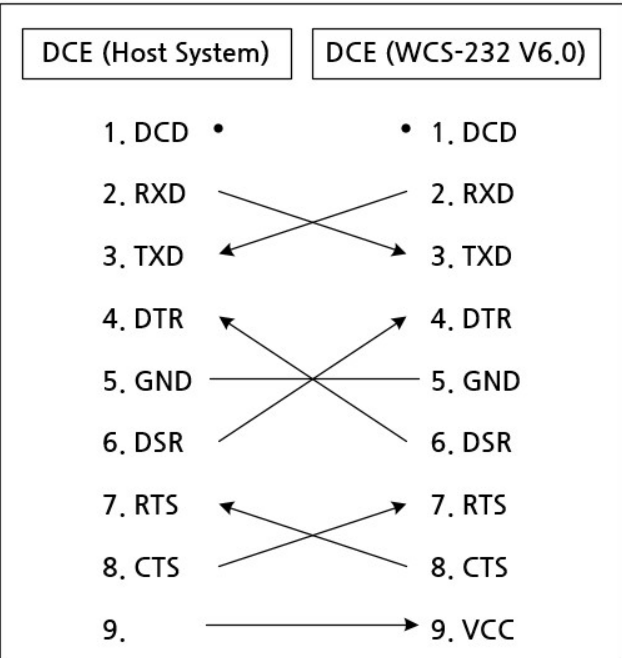 DCE (Host System) DCE (WCS-232 V6.0)
1. DCD 1. DCD
2. RXD 2. RXD
3. TXD 3. TXD
4. DTR 4. DTR
5. GND 5. GND
6. DSR 6. DSR
7. RTS 7. RTS
8. CTS 8. CTS
9. 9. VCC